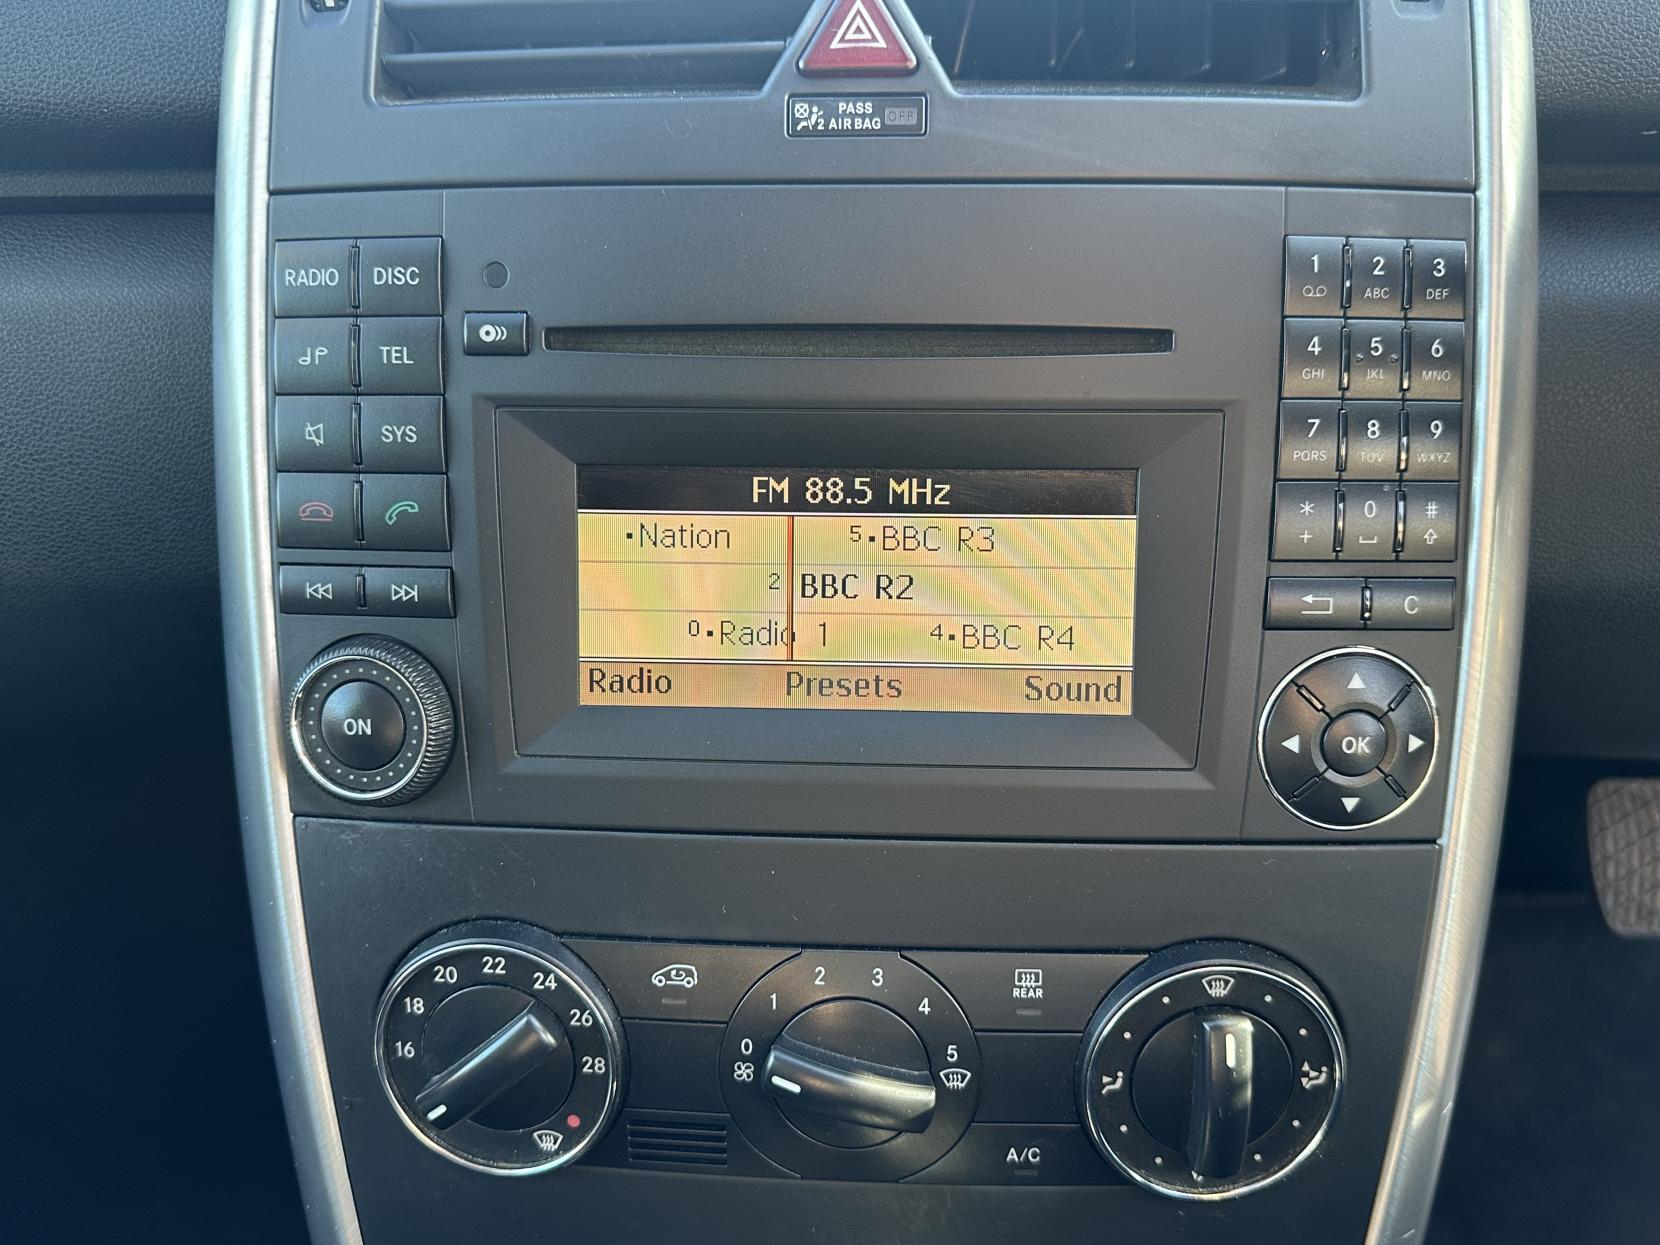 PASS
2 AIRBAG OFF
RADIO DISC
TEL
SYS
ON
FM 88.5 MHz
Nation 5 BBC R3
2 BBC R2
0 Radio 1 4 BBC R4
Radio Presets Sound
1 2 ABC 3 DEF
4 GHI 5 JKL 6 MNO
7 PQRS 8 TUV 9 WXYZ
* + 0 #
C
OK
16 18 20 22 24 26 28
0 1 2 3 4 5
REAR
A/C